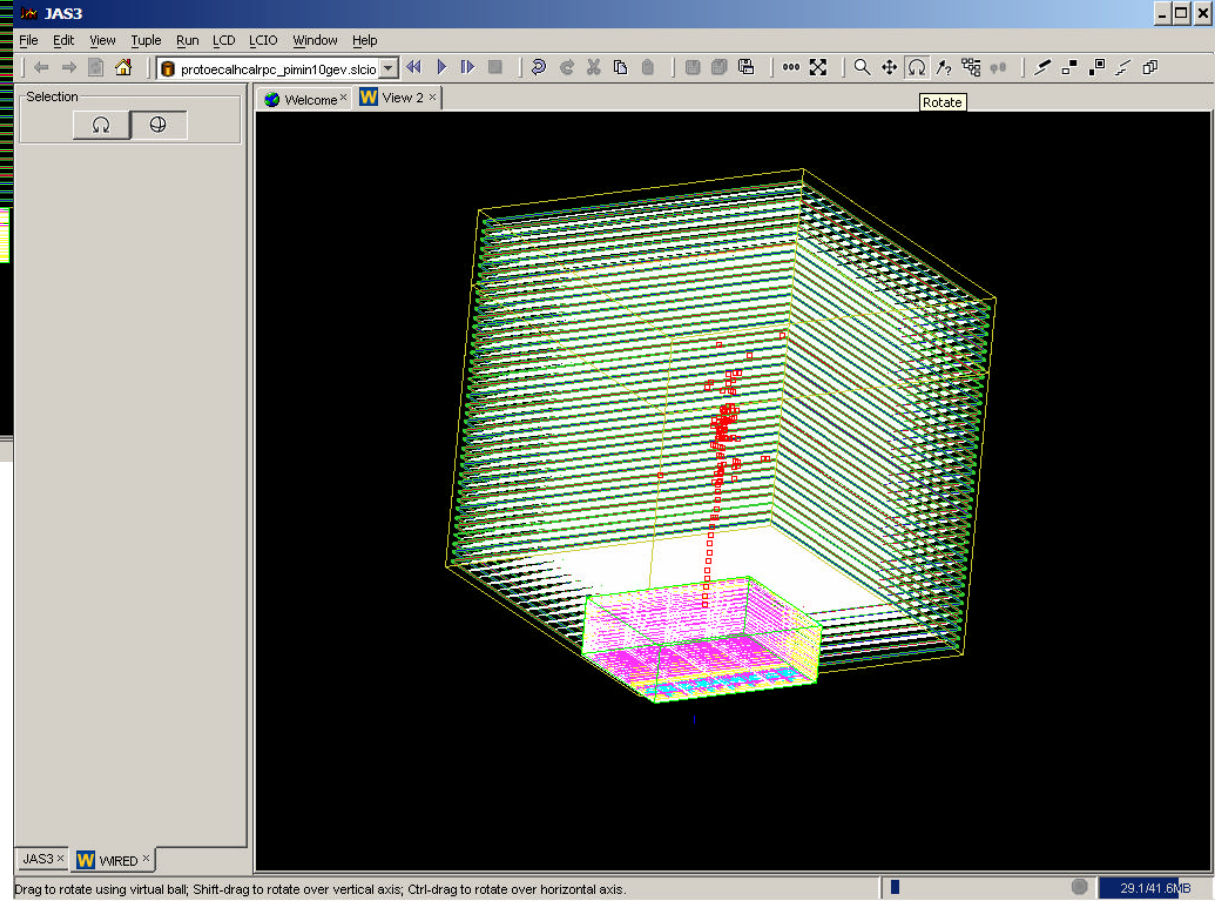 JAS3
File Edit View Tuple Run LCD LCIO Window Help
protoecalhcalrpc_pimin10gev.slcio
Selection
Welcome
W View 2
Rotate
JAS3
W WIRED
Drag to rotate using virtual ball; Shift-drag to rotate over vertical axis; Ctrl-drag to rotate over horizontal axis.
29.1/41.6MB